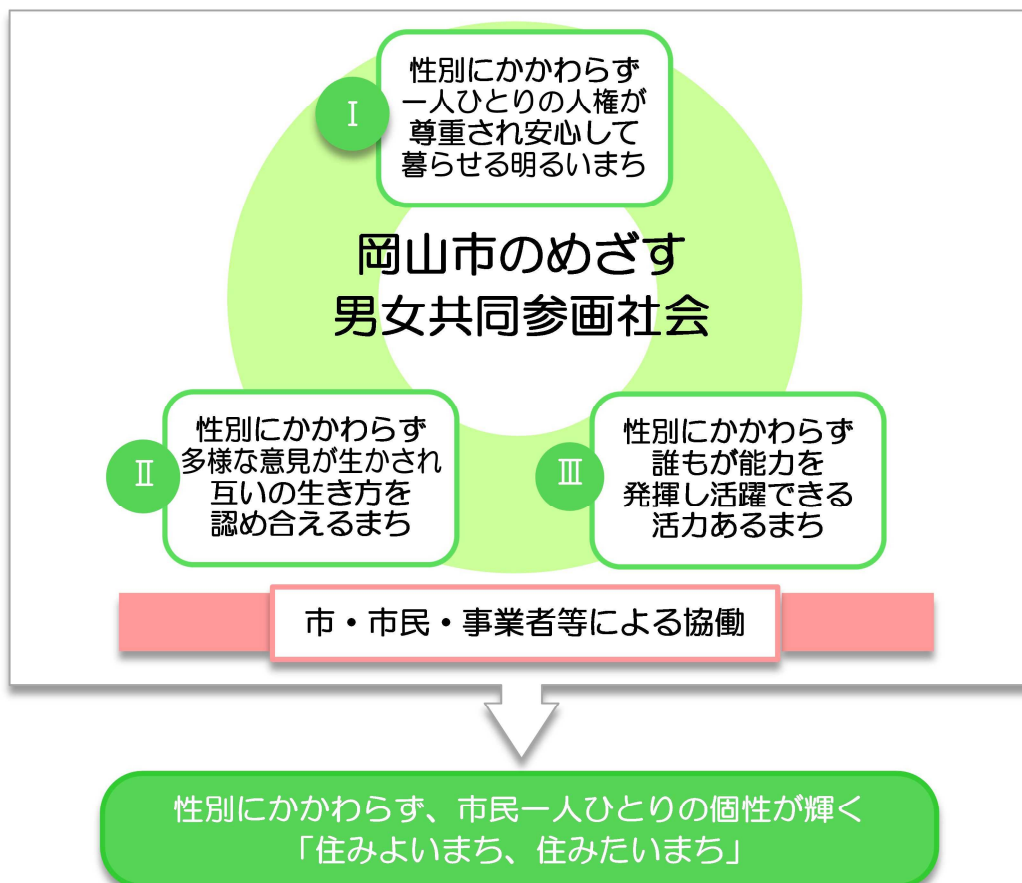 Ⅰ
性別にかかわらず
一人ひとりの人権が
尊重され安心して
暮らせる明るいまち
岡山市のめざす
男女共同参画社会
Ⅱ
性別にかかわらず
多様な意見が生かされ
互いの生き方を
認め合えるまち
Ⅲ
性別にかかわらず
誰もが能力を
発揮し活躍できる
活力あるまち
市・市民・事業者等による協働
性別にかかわらず、市民一人ひとりの個性が輝く
「住みよいまち、住みたいまち」